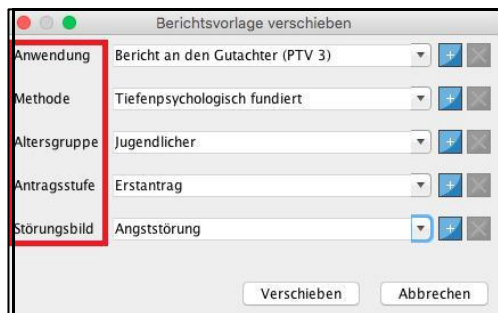 Berichtsvorlage verschieben
Anwendung Bericht an den Gutachter (PTV 3)
Methode Tiefenpsychologisch fundiert
Altersgruppe Jugendlicher
Antragsstufe Erstantrag
Störungsbild Angststörung
Verschieben Abbrechen